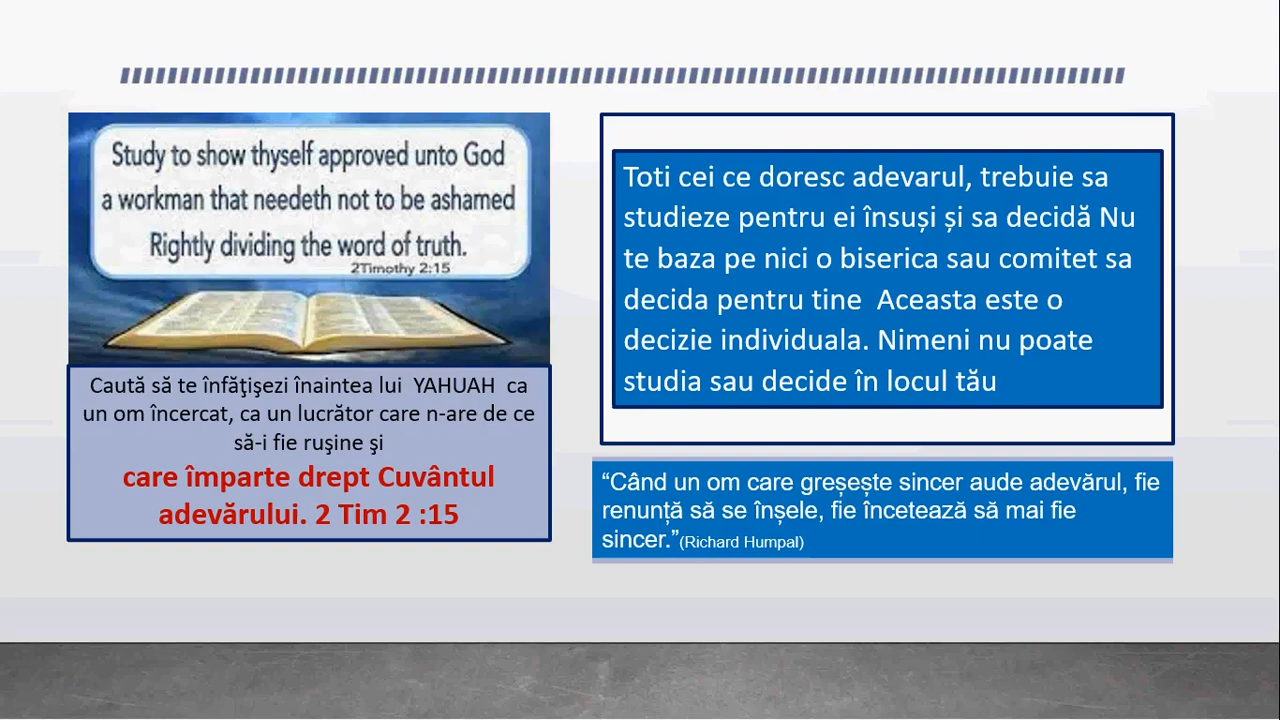 Study to show thyself approved unto God
a workman that needeth not to be ashamed
Rightly dividing the word of truth.
2Timothy 2:15
Caută să te înfăţişezi înaintea lui YAHUAH ca
un om încercat, ca un lucrător care n-are de ce
să-i fie ruşine şi
care împarte drept Cuvântul
adevărului. 2 Tim 2 :15
Toti cei ce doresc adevarul, trebuie sa
studieze pentru ei însuși și sa decidă Nu
te baza pe nici o biserica sau comitet sa
decida pentru tine Aceasta este o
decizie individuala. Nimeni nu poate
studia sau decide în locul tău
“Când un om care greșește sincer aude adevărul, fie
renunță să se înșele, fie încetează să mai fie
sincer.”(Richard Humpal)